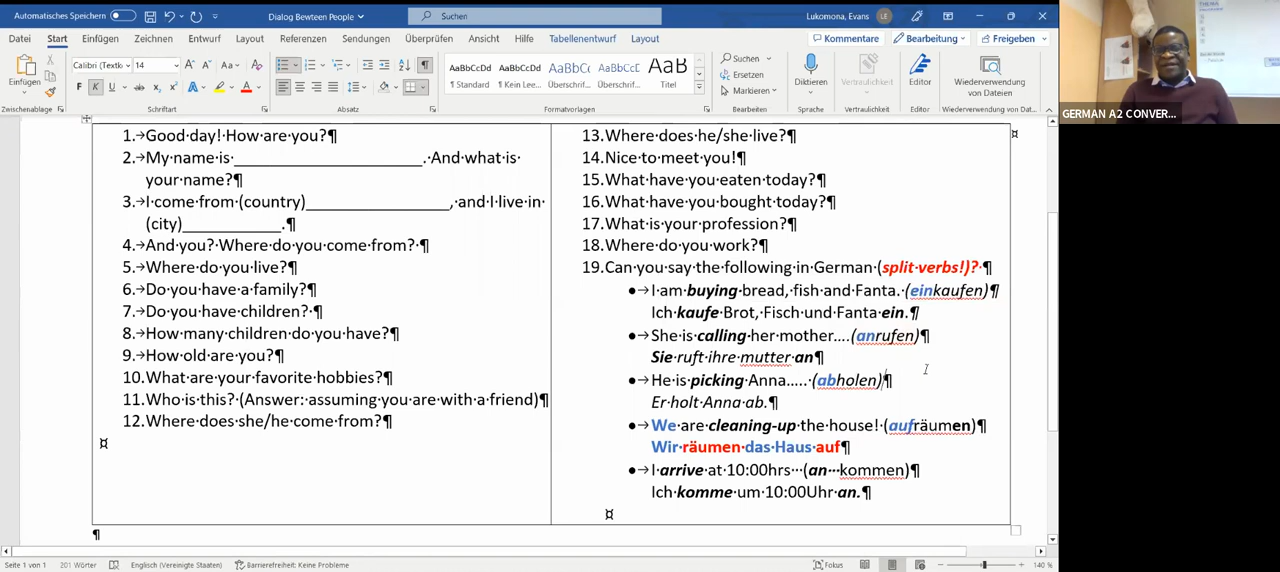 Automatisches Speichern
Dialog Bewteen People
Suchen
Lukomona, Evans
LE
Datei Start Einfügen Zeichnen Entwurf Layout Referenzen Sendungen Überprüfen Ansicht Hilfe Tabellenentwurf Layout
Kommentare Bearbeitung Freigeben
Einfügen
Zwischenablage
Calibri (Textk 14
F K U
Schriftart
Absatz
AaBbCcDd AaBbCcDd AaBbCc AaBbCcD AaB
¶ Standard ¶ Kein Leer... Überschrif... Überschrif... Titel
Formatvorlagen
Suchen
Ersetzen
Markieren
Bearbeiten
Diktieren
Sprache
Vertraulichkeit
Vertraulichkeit
Editor
Editor
Wiederverwendung von Dateien
Wiederverwendung von Dat...
GERMAN A2 CONVER...
1.→Good·day!·How·are·you?¶
2.→My·name·is·____________________.·And·what·is·
your·name?¶
3.→I·come·from·(country)_______________,·and·I·live·in·
(city)__________.¶
4.→And·you?·Where·do·you·come·from?·¶
5.→Where·do·you·live?¶
6.→Do·you·have·a·family?¶
7.→Do·you·have·children?¶
8.→How·many·children·do·you·have?¶
9.→How·old·are·you?¶
10.What·are·your·favorite·hobbies?¶
11.Who·is·this?·(Answer:·assuming·you·are·with·a·friend)¶
12.Where·does·she/he·come·from?¶
¤
13.Where·does·he/she·live?¶
14.Nice·to·meet·you!¶
15.What·have·you·eaten·today?¶
16.What·have·you·bought·today?¶
17.What·is·your·profession?¶
18.Where·do·you·work?¶
19.Can·you·say·the·following·in·German·(split·verbs!)?·¶
●→I·am·buying·bread,·fish·and·Fanta.·(einkaufen)¶
Ich·kaufe·Brot,·Fisch·und·Fanta·ein.¶
●→She·is·calling·her·mother....(anrufen)¶
Sie·ruft·ihre·mutter·an¶
●→He·is·picking·Anna.....·(abholen)¶
Er·holt·Anna·ab.¶
●→We·are·cleaning-up·the·house!·(aufräumen)¶
Wir·räumen·das·Haus·auf¶
●→I·arrive·at·10:00hrs···(an···kommen)¶
Ich·komme·um·10:00Uhr·an.¶
¤
¤
¶
Seite 1 von 1 201 Wörter Englisch (Vereinigte Staaten) Barrierefreiheit: Keine Probleme
Fokus
140 %